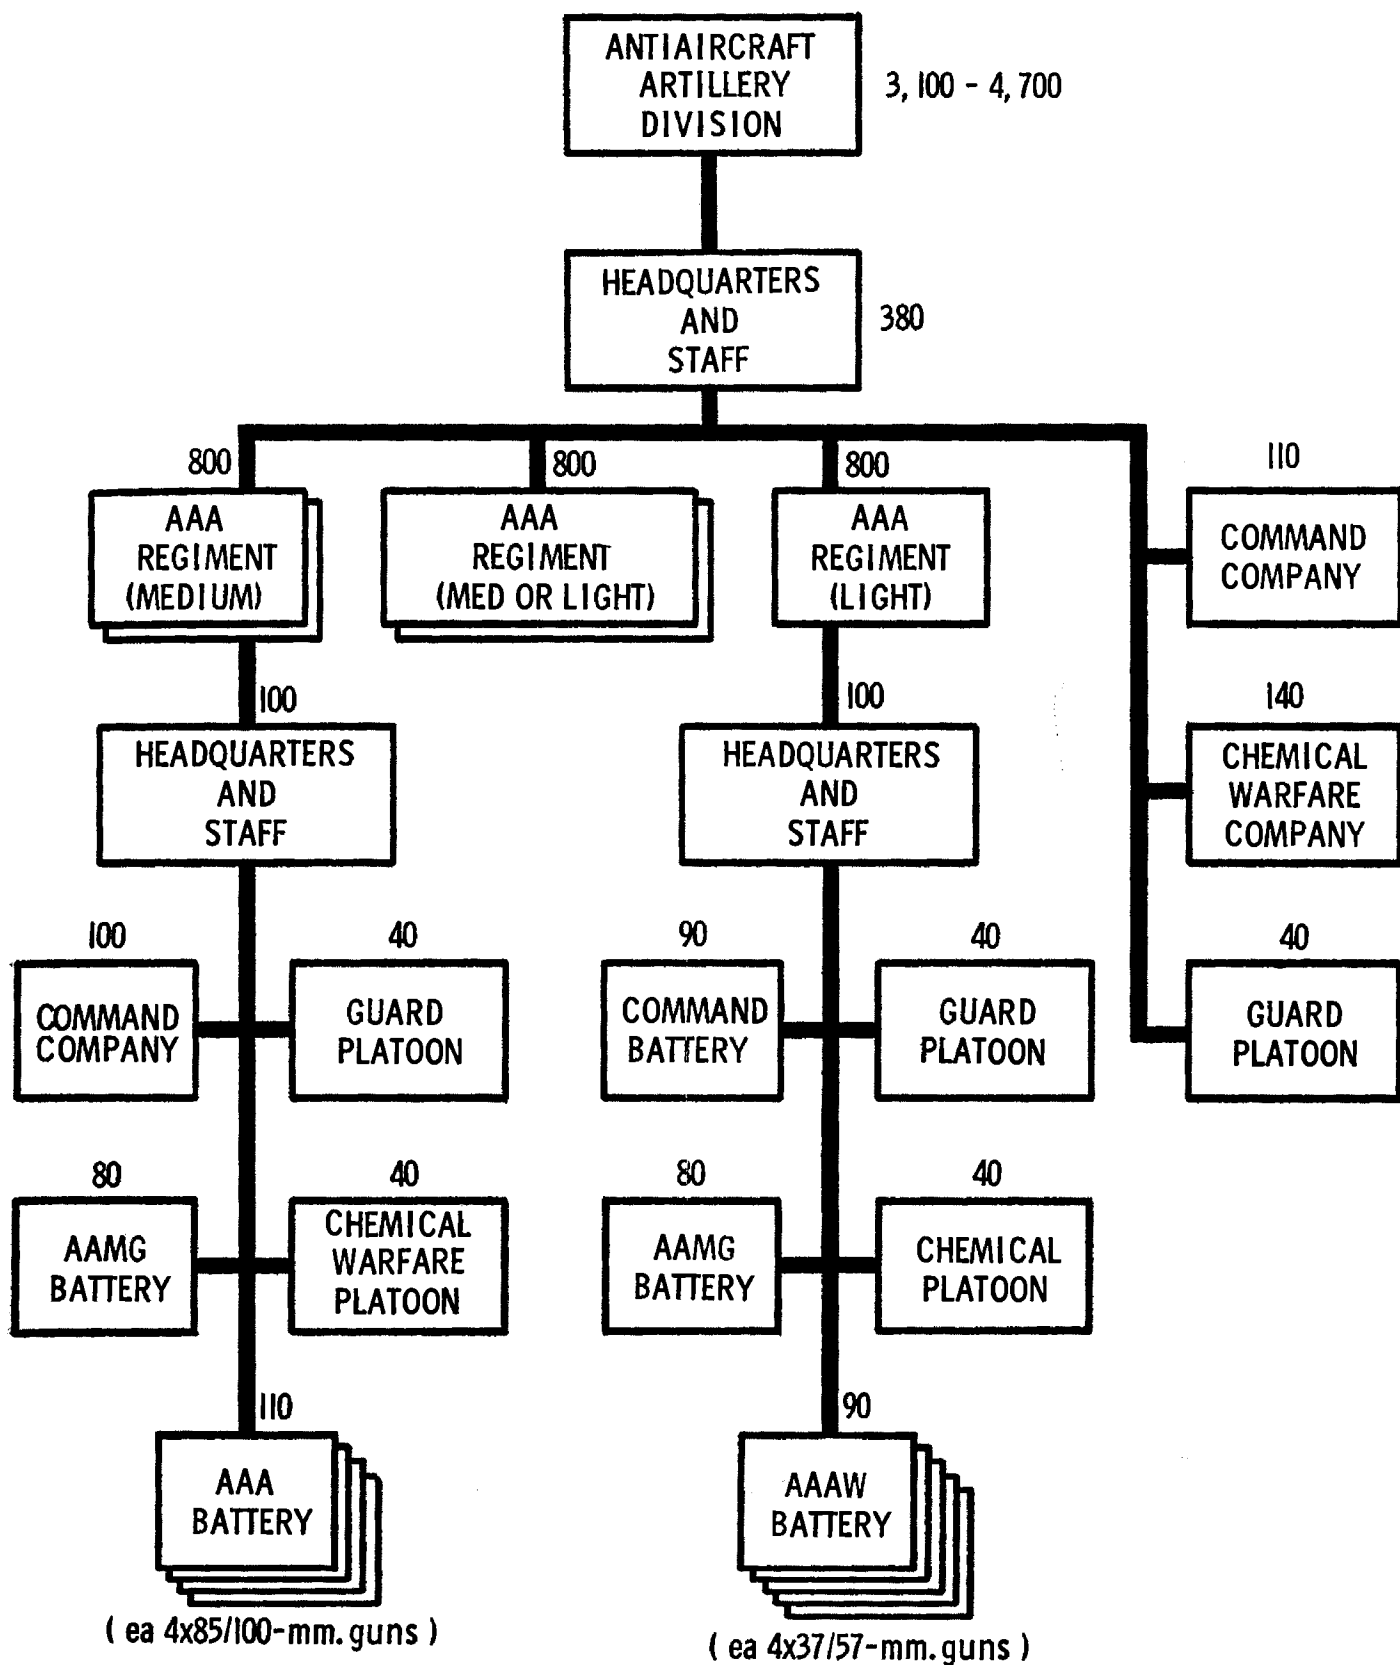 ANTIAIRCRAFT
ARTILLERY
DIVISION
3,100 - 4,700
HEADQUARTERS
AND
STAFF
380
800
AAA
REGIMENT
(MEDIUM)
800
AAA
REGIMENT
(MED OR LIGHT)
800
AAA
REGIMENT
(LIGHT)
110
COMMAND
COMPANY
100
HEADQUARTERS
AND
STAFF
100
HEADQUARTERS
AND
STAFF
140
CHEMICAL
WARFARE
COMPANY
100
COMMAND
COMPANY
40
GUARD
PLATOON
90
COMMAND
BATTERY
40
GUARD
PLATOON
40
GUARD
PLATOON
80
AAMG
BATTERY
40
CHEMICAL
WARFARE
PLATOON
80
AAMG
BATTERY
40
CHEMICAL
PLATOON
110
AAA
BATTERY
(ea 4x85/100-mm. guns)
90
AAAW
BATTERY
(ea 4x37/57-mm. guns)